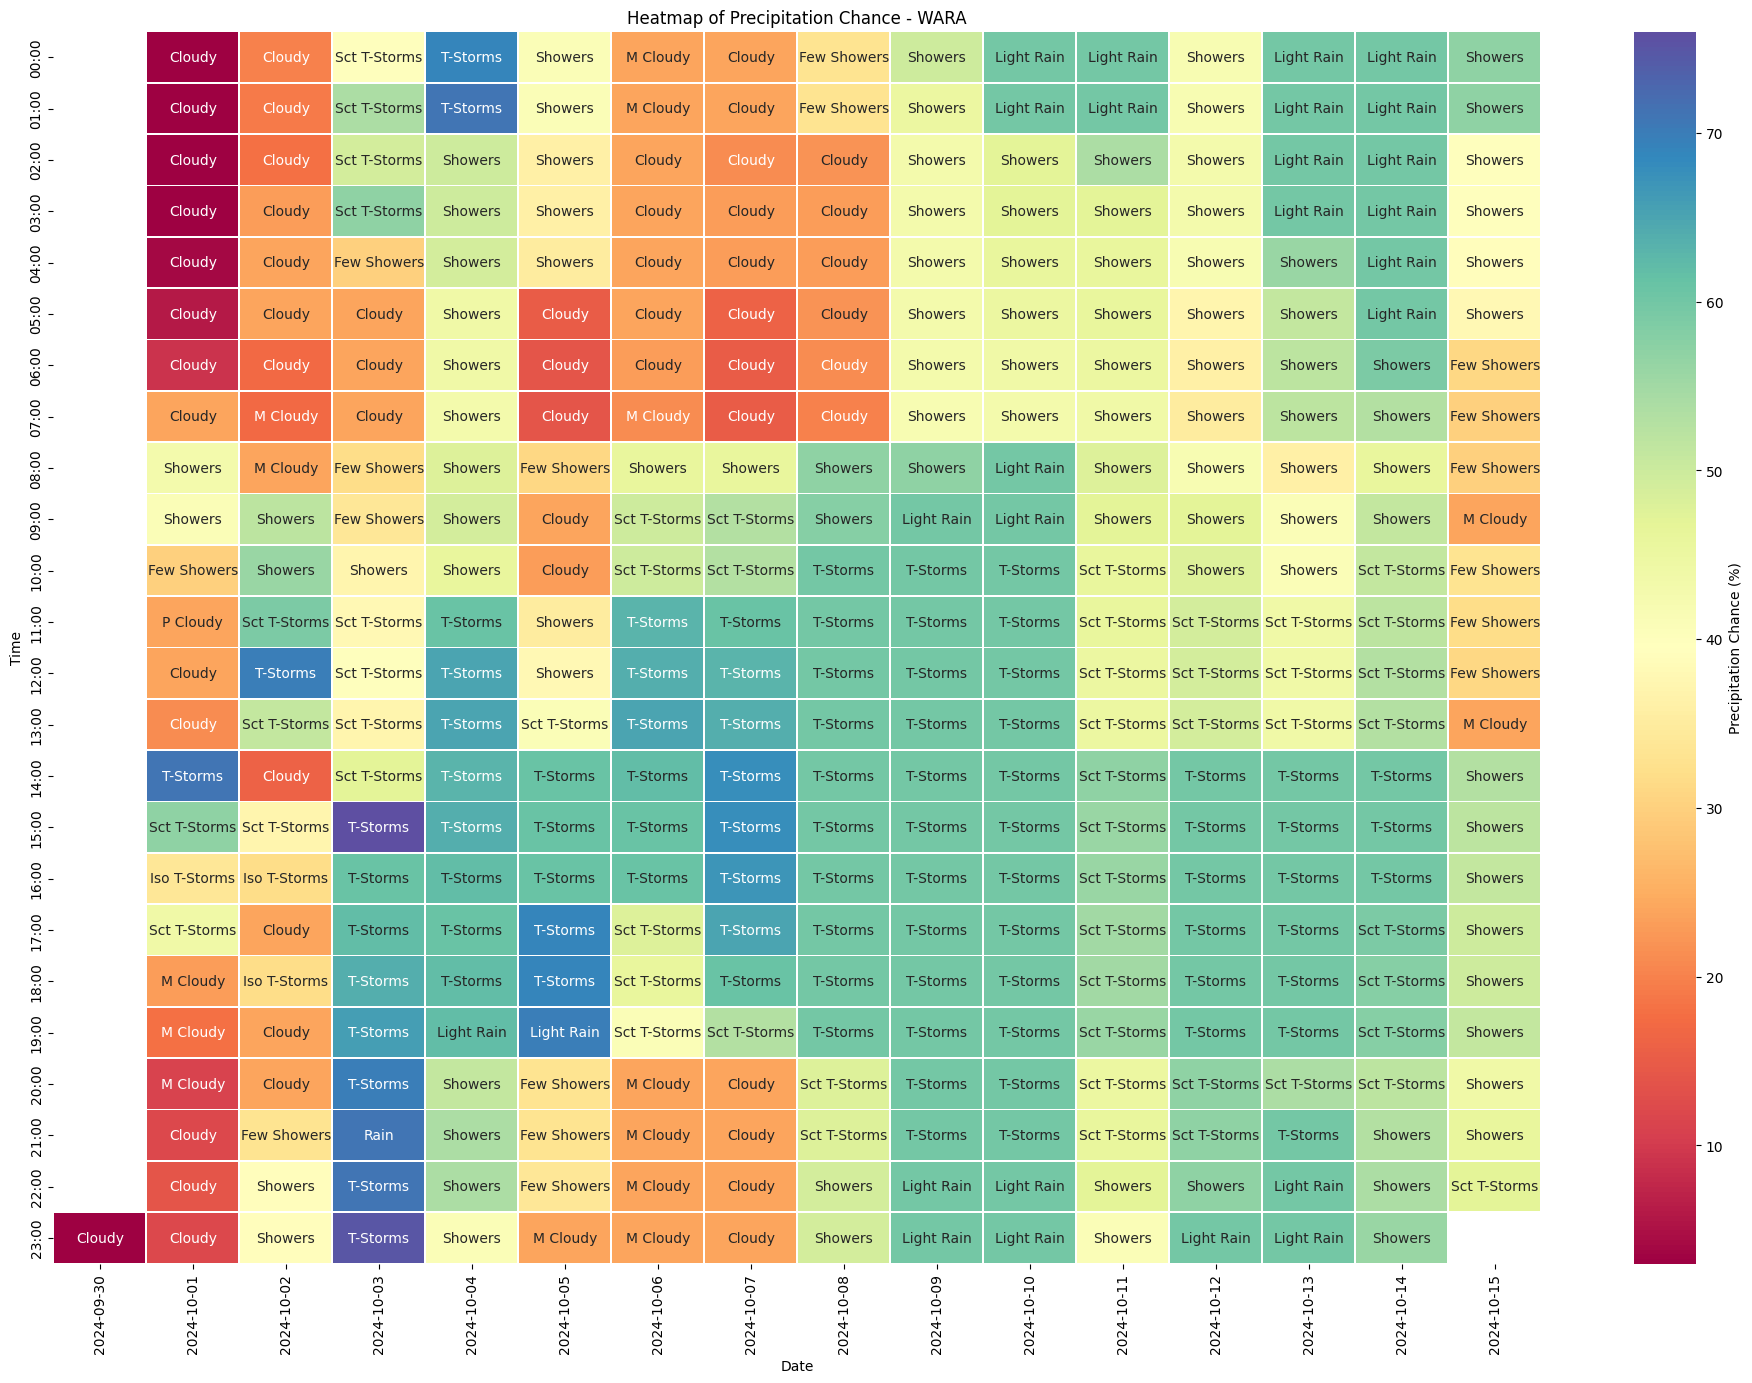 Heatmap of Precipitation Chance - WARA
00:00 Cloudy Cloudy Sct T-Storms T-Storms Showers M Cloudy Cloudy Few Showers Showers Light Rain Light Rain Showers Light Rain Light Rain Showers
01:00 Cloudy Cloudy Sct T-Storms T-Storms Showers M Cloudy Cloudy Few Showers Showers Light Rain Light Rain Showers Light Rain Light Rain Showers
02:00 Cloudy Cloudy Sct T-Storms Showers Showers Cloudy Cloudy Cloudy Showers Showers Showers Showers Light Rain Light Rain Showers
03:00 Cloudy Cloudy Sct T-Storms Showers Showers Cloudy Cloudy Cloudy Showers Showers Showers Showers Light Rain Light Rain Showers
04:00 Cloudy Cloudy Few Showers Showers Showers Cloudy Cloudy Cloudy Showers Showers Showers Showers Showers Light Rain Showers
05:00 Cloudy Cloudy Cloudy Showers Cloudy Cloudy Cloudy Cloudy Showers Showers Showers Showers Showers Light Rain Showers
06:00 Cloudy Cloudy Cloudy Showers Cloudy Cloudy Cloudy Cloudy Showers Showers Showers Showers Showers Showers Few Showers
07:00 Cloudy M Cloudy Cloudy Showers Cloudy M Cloudy Cloudy Cloudy Showers Showers Showers Showers Showers Showers Few Showers
08:00 Showers M Cloudy Few Showers Showers Few Showers Showers Showers Showers Showers Light Rain Showers Showers Showers Showers Few Showers
09:00 Showers Showers Few Showers Showers Cloudy Sct T-Storms Sct T-Storms Showers Light Rain Light Rain Showers Showers Showers Showers M Cloudy
10:00 Few Showers Showers Showers Showers Cloudy Sct T-Storms Sct T-Storms T-Storms T-Storms T-Storms Sct T-Storms Showers Showers Sct T-Storms Few Showers
11:00 P Cloudy Sct T-Storms Sct T-Storms T-Storms Showers T-Storms T-Storms T-Storms T-Storms T-Storms Sct T-Storms Sct T-Storms Sct T-Storms Sct T-Storms Few Showers
12:00 Cloudy T-Storms Sct T-Storms T-Storms Showers T-Storms T-Storms T-Storms T-Storms T-Storms Sct T-Storms Sct T-Storms Sct T-Storms Sct T-Storms Few Showers
13:00 Cloudy Sct T-Storms Sct T-Storms T-Storms Sct T-Storms T-Storms T-Storms T-Storms T-Storms T-Storms Sct T-Storms Sct T-Storms Sct T-Storms Sct T-Storms M Cloudy
14:00 T-Storms Cloudy Sct T-Storms T-Storms T-Storms T-Storms T-Storms T-Storms T-Storms T-Storms Sct T-Storms T-Storms T-Storms T-Storms Showers
15:00 Sct T-Storms Sct T-Storms T-Storms T-Storms T-Storms T-Storms T-Storms T-Storms T-Storms T-Storms Sct T-Storms T-Storms T-Storms T-Storms Showers
16:00 Iso T-Storms Iso T-Storms T-Storms T-Storms T-Storms T-Storms T-Storms T-Storms T-Storms T-Storms Sct T-Storms T-Storms T-Storms T-Storms Showers
17:00 Sct T-Storms Cloudy T-Storms T-Storms T-Storms Sct T-Storms T-Storms T-Storms T-Storms T-Storms Sct T-Storms T-Storms T-Storms Sct T-Storms Showers
18:00 M Cloudy Iso T-Storms T-Storms T-Storms T-Storms Sct T-Storms T-Storms T-Storms T-Storms T-Storms Sct T-Storms T-Storms T-Storms Sct T-Storms Showers
19:00 M Cloudy Cloudy T-Storms Light Rain Light Rain Sct T-Storms Sct T-Storms T-Storms T-Storms T-Storms Sct T-Storms T-Storms T-Storms Sct T-Storms Showers
20:00 M Cloudy Cloudy T-Storms Showers Few Showers M Cloudy Cloudy Sct T-Storms T-Storms T-Storms Sct T-Storms Sct T-Storms Sct T-Storms Sct T-Storms Showers
21:00 Cloudy Few Showers Rain Showers Few Showers M Cloudy Cloudy Sct T-Storms T-Storms T-Storms Sct T-Storms Sct T-Storms T-Storms Showers Showers
22:00 Cloudy Showers T-Storms Showers Few Showers M Cloudy Cloudy Showers Light Rain Light Rain Showers Showers Light Rain Showers Sct T-Storms
23:00 Cloudy Cloudy Showers T-Storms Showers M Cloudy M Cloudy Cloudy Showers Light Rain Light Rain Showers Light Rain Light Rain Showers
2024-09-30 2024-10-01 2024-10-02 2024-10-03 2024-10-04 2024-10-05 2024-10-06 2024-10-07 2024-10-08 2024-10-09 2024-10-10 2024-10-11 2024-10-12 2024-10-13 2024-10-14 2024-10-15
Date
Time
70
60
50
40
30
20
10
Precipitation Chance (%)